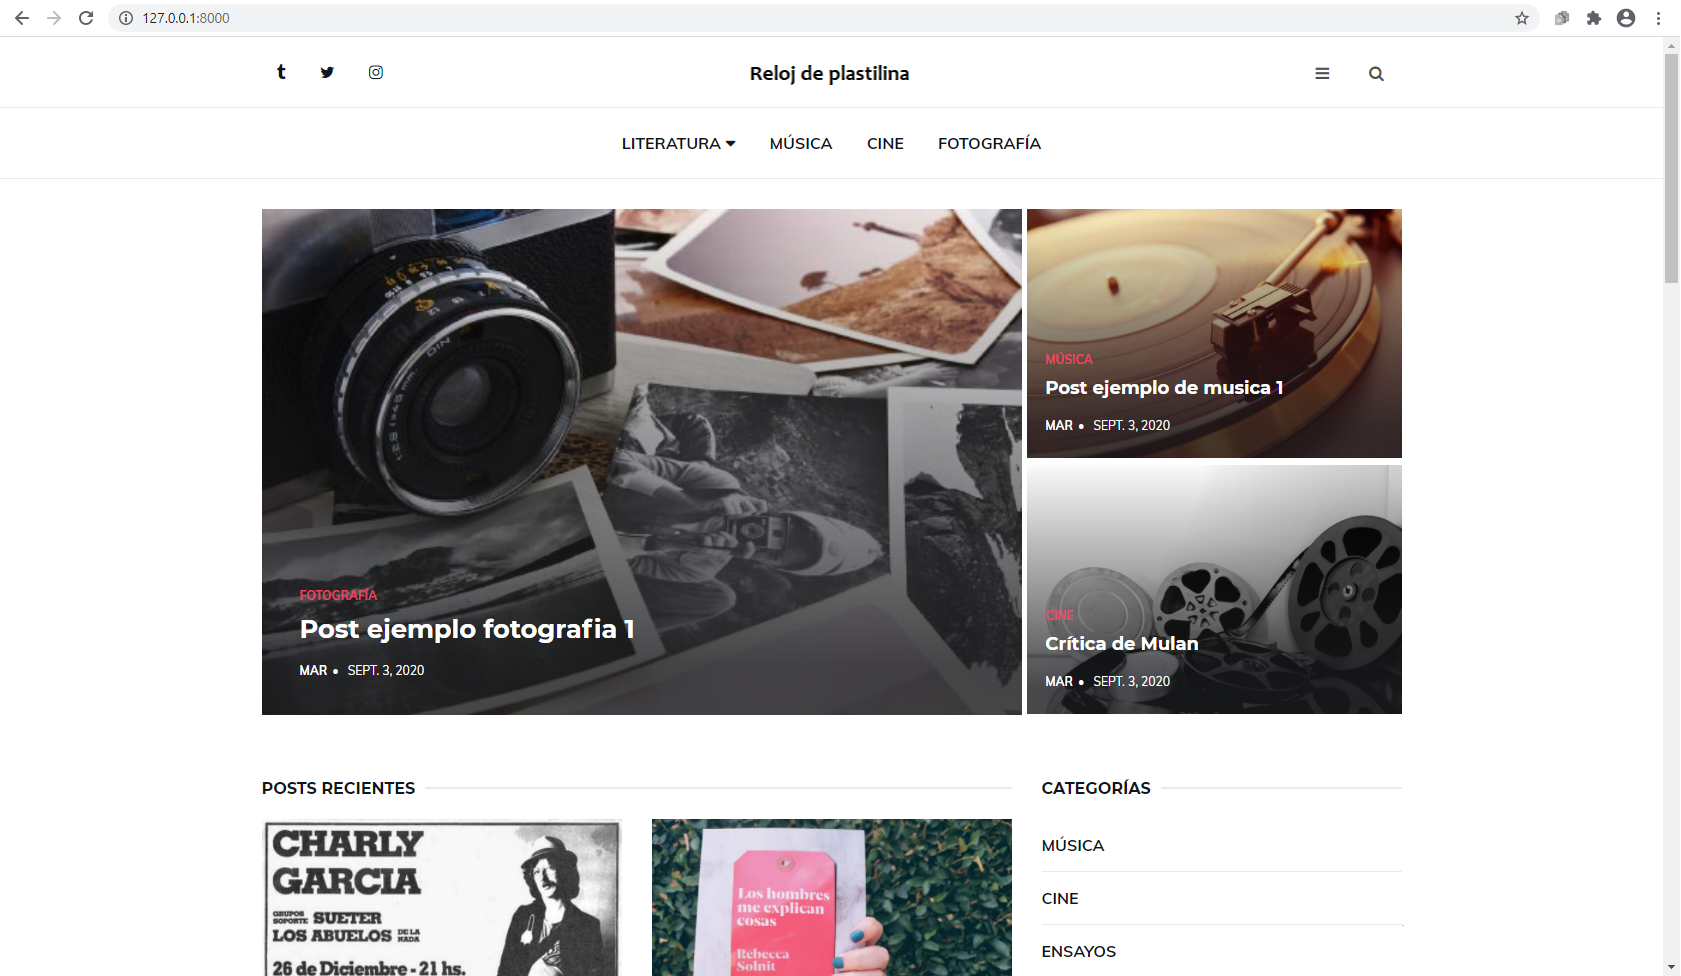 127.0.0.1:8000
Reloj de plastilina
LITERATURA
MÚSICA
CINE
FOTOGRAFÍA
FOTOGRAFÍA
Post ejemplo fotografia 1
MAR • SEPT. 3, 2020
MÚSICA
Post ejemplo de musica 1
MAR • SEPT. 3, 2020
CINE
Crítica de Mulan
MAR • SEPT. 3, 2020
POSTS RECIENTES
CHARLY
GARCIA
GRUPOS
SOPORTE
SUETER
LOS ABUELOS DE LA
NADA
26 de Diciembre - 21 hs.
Los hombres
me explican
cosas
Rebecca
Solnit
CATEGORÍAS
MÚSICA
CINE
ENSAYOS